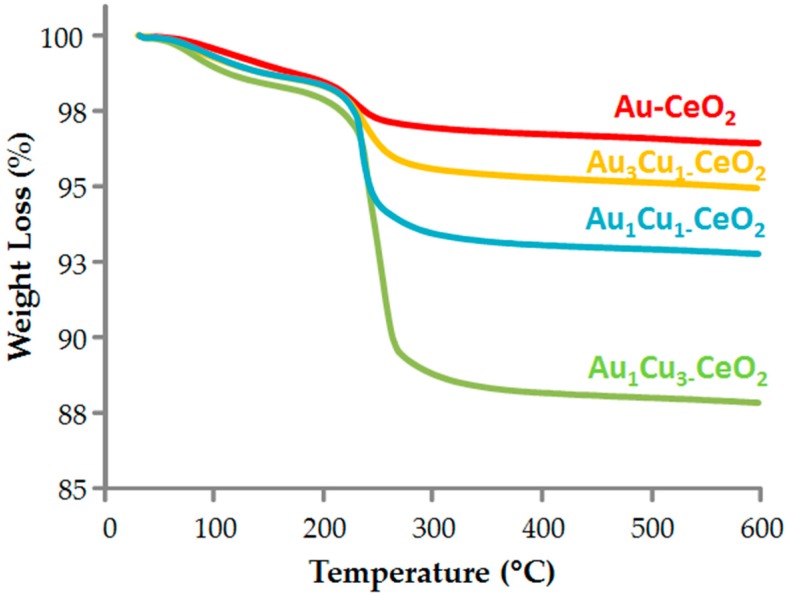 100
98
95
93
90
88
85
Weight Loss (%)
Au-CeO₂
Au₃Cu₁-CeO₂
Au₁Cu₁-CeO₂
Au₁Cu₃-CeO₂
0 100 200 300 400 500 600
Temperature (°C)